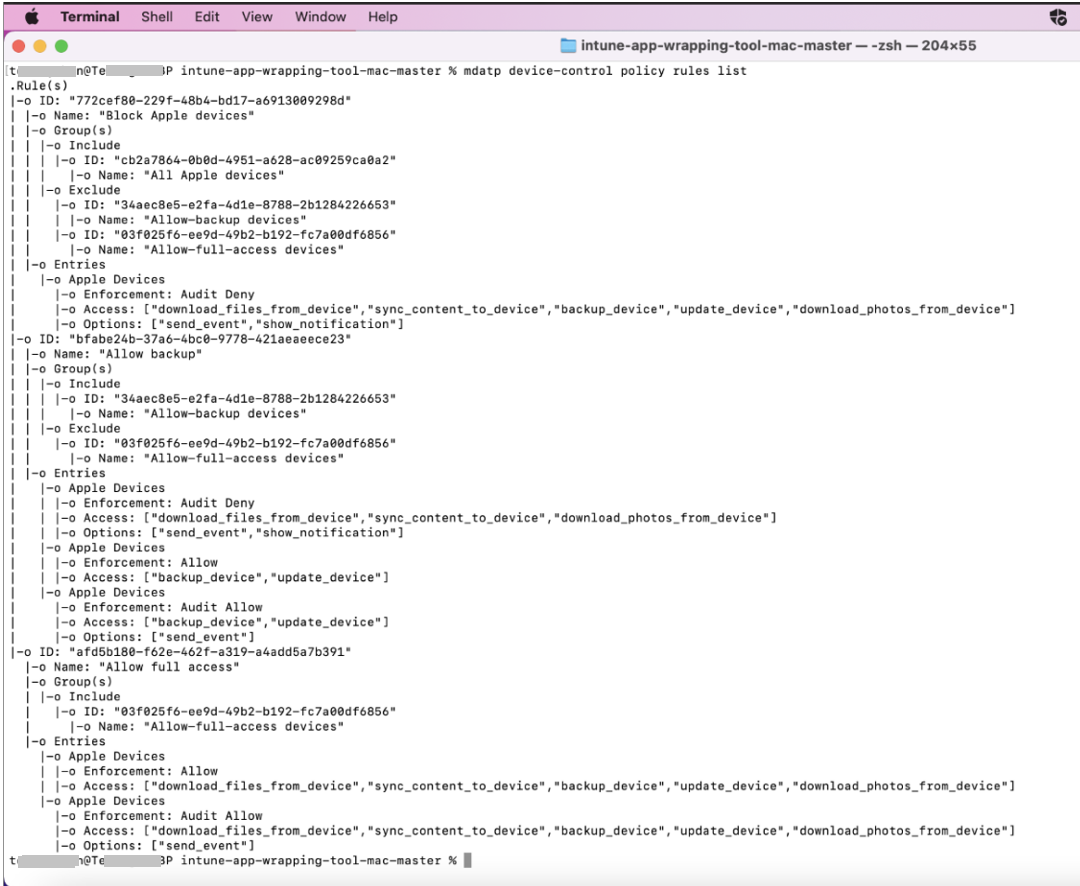 Terminal Shell Edit View Window Help
intune-app-wrapping-tool-mac-master — -zsh — 204×55
[t n@Te 3P intune-app-wrapping-tool-mac-master % mdatp device-control policy rules list
.Rule(s)
|-o ID: "772cef80-229f-48b4-bd17-a6913009298d"
| |-o Name: "Block Apple devices"
| |-o Group(s)
| | |-o Include
| | | |-o ID: "cb2a7864-0b0d-4951-a628-ac09259ca0a2"
| | |   |-o Name: "All Apple devices"
| | |-o Exclude
| |   |-o ID: "34aec8e5-e2fa-4d1e-8788-2b1284226653"
| |   | |-o Name: "Allow-backup devices"
| |   |-o ID: "03f025f6-ee9d-49b2-b192-fc7a00df6856"
| |     |-o Name: "Allow-full-access devices"
| |-o Entries
|   |-o Apple Devices
|     |-o Enforcement: Audit Deny
|     |-o Access: ["download_files_from_device","sync_content_to_device","backup_device","update_device","download_photos_from_device"]
|     |-o Options: ["send_event","show_notification"]
|-o ID: "bfabe24b-37a6-4bc0-9778-421aeaeece23"
| |-o Name: "Allow backup"
| |-o Group(s)
| | |-o Include
| | | |-o ID: "34aec8e5-e2fa-4d1e-8788-2b1284226653"
| | |   |-o Name: "Allow-backup devices"
| | |-o Exclude
| |   |-o ID: "03f025f6-ee9d-49b2-b192-fc7a00df6856"
| |     |-o Name: "Allow-full-access devices"
| |-o Entries
|   |-o Apple Devices
|   | |-o Enforcement: Audit Deny
|   | |-o Access: ["download_files_from_device","sync_content_to_device","download_photos_from_device"]
|   | |-o Options: ["send_event","show_notification"]
|   |-o Apple Devices
|   | |-o Enforcement: Allow
|   | |-o Access: ["backup_device","update_device"]
|   |-o Apple Devices
|     |-o Enforcement: Audit Allow
|     |-o Access: ["backup_device","update_device"]
|     |-o Options: ["send_event"]
|-o ID: "afd5b180-f62e-462f-a319-a4add5a7b391"
  |-o Name: "Allow full access"
  |-o Group(s)
  | |-o Include
  |   |-o ID: "03f025f6-ee9d-49b2-b192-fc7a00df6856"
  |     |-o Name: "Allow-full-access devices"
  |-o Entries
    |-o Apple Devices
    | |-o Enforcement: Allow
    | |-o Access: ["download_files_from_device","sync_content_to_device","backup_device","update_device","download_photos_from_device"]
    |-o Apple Devices
      |-o Enforcement: Audit Allow
      |-o Access: ["download_files_from_device","sync_content_to_device","backup_device","update_device","download_photos_from_device"]
      |-o Options: ["send_event"]
t n@Te 3P intune-app-wrapping-tool-mac-master %